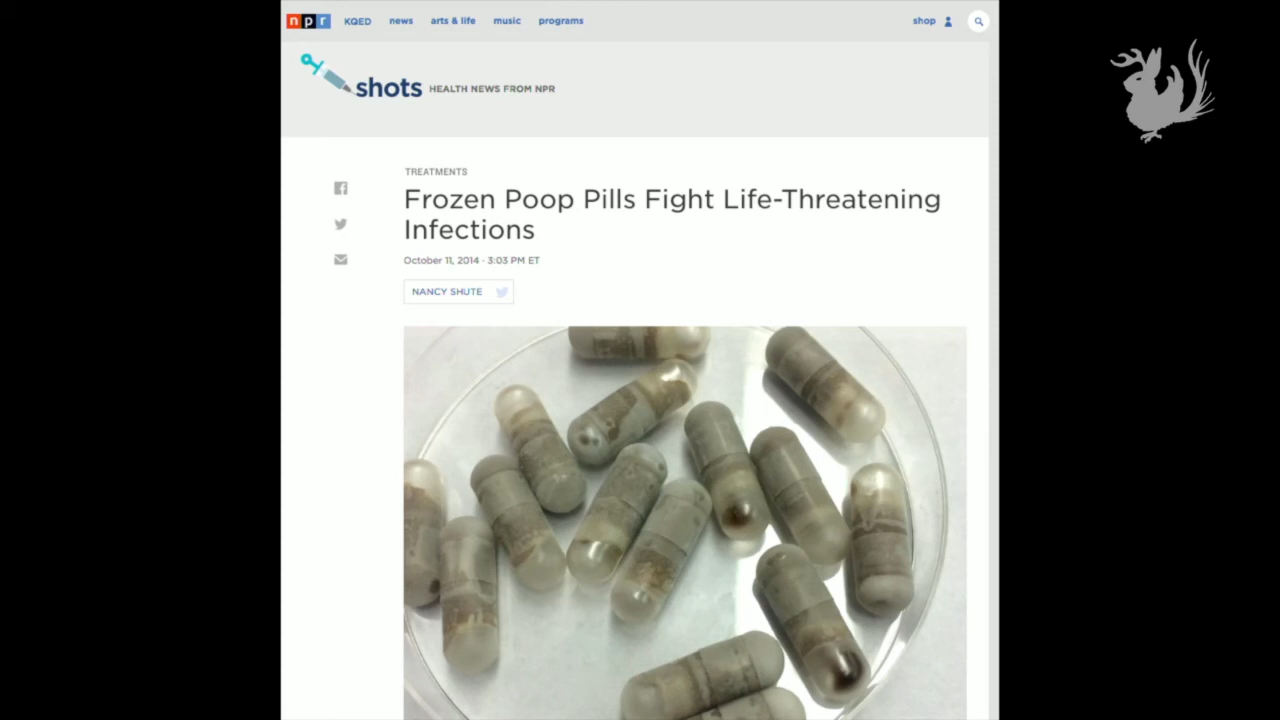 npr KQED news arts & life music programs shop
shots HEALTH NEWS FROM NPR
TREATMENTS
Frozen Poop Pills Fight Life-Threatening
Infections
October 11, 2014 · 3:03 PM ET
NANCY SHUTE